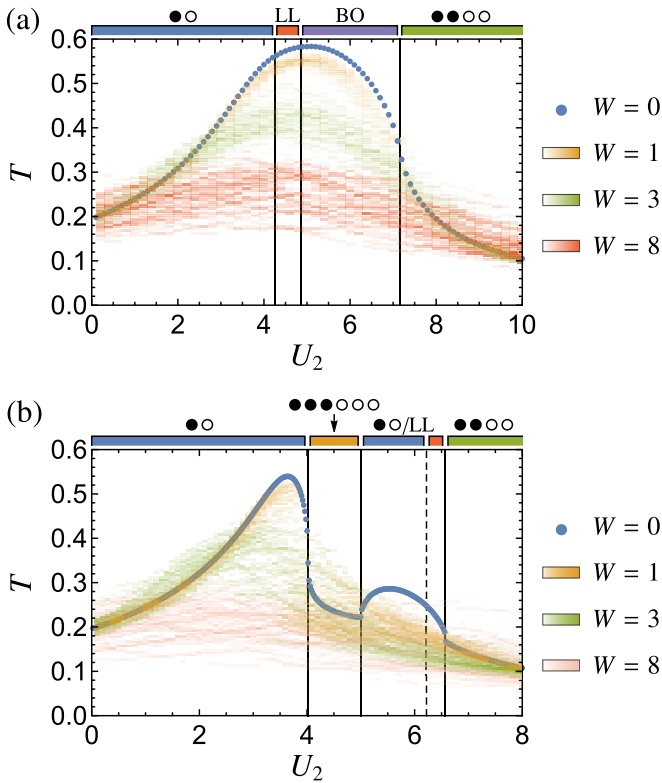 (a)
●○ LL BO ●●○○
0.6
0.5
0.4
0.3
0.2
0.1
0.0
T
0 2 4 6 8 10
U₂
W = 0
W = 1
W = 3
W = 8
(b)
●●●○○○
●○ ●○/LL ●●○○
0.6
0.5
0.4
0.3
0.2
0.1
0.0
T
0 2 4 6 8
U₂
W = 0
W = 1
W = 3
W = 8